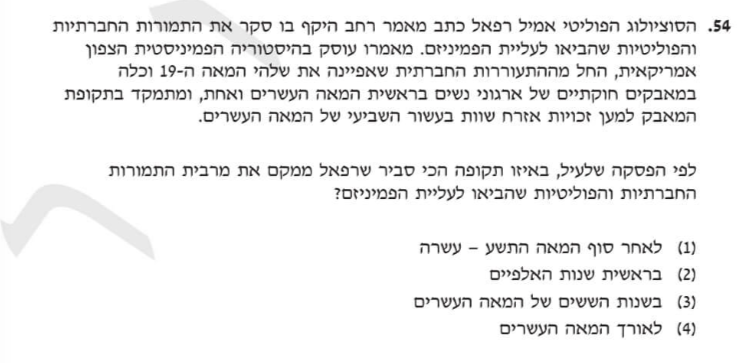 54. הסוציולוג הפוליטי אמיל רפאל כתב מאמר רחב היקף בו סקר את התמורות החברתיות
והפוליטיות שהביאו לעליית הפמיניזם. מאמרו עוסק בהיסטוריה הפמיניסטית הצפון
אמריקאית, החל מההתעוררות החברתית שאפיינה את שלהי המאה ה-19 וכלה
במאבקים חוקתיים של ארגוני נשים בראשית המאה העשרים ואחת, ומתמקד בתקופת
המאבק למען זכויות אזרח שוות בעשור השביעי של המאה העשרים.
לפי הפסקה שלעיל, באיזו תקופה הכי סביר שרפאל ממקם את מרבית התמורות
החברתיות והפוליטיות שהביאו לעליית הפמיניזם?
(1) לאחר סוף המאה התשע – עשרה
(2) בראשית שנות האלפיים
(3) בשנות הששים של המאה העשרים
(4) לאורך המאה העשרים